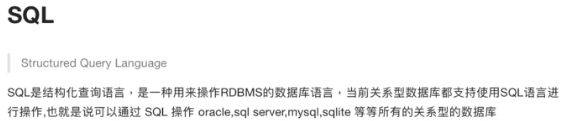 SQL
Structured Query Language
SQL是结构化查询语言，是一种用来操作RDBMS的数据库语言，当前关系型数据库都支持使用SQL语言进
行操作,也就是说可以通过 SQL 操作 oracle,sql server,mysql,sqlite 等等所有的关系型的数据库